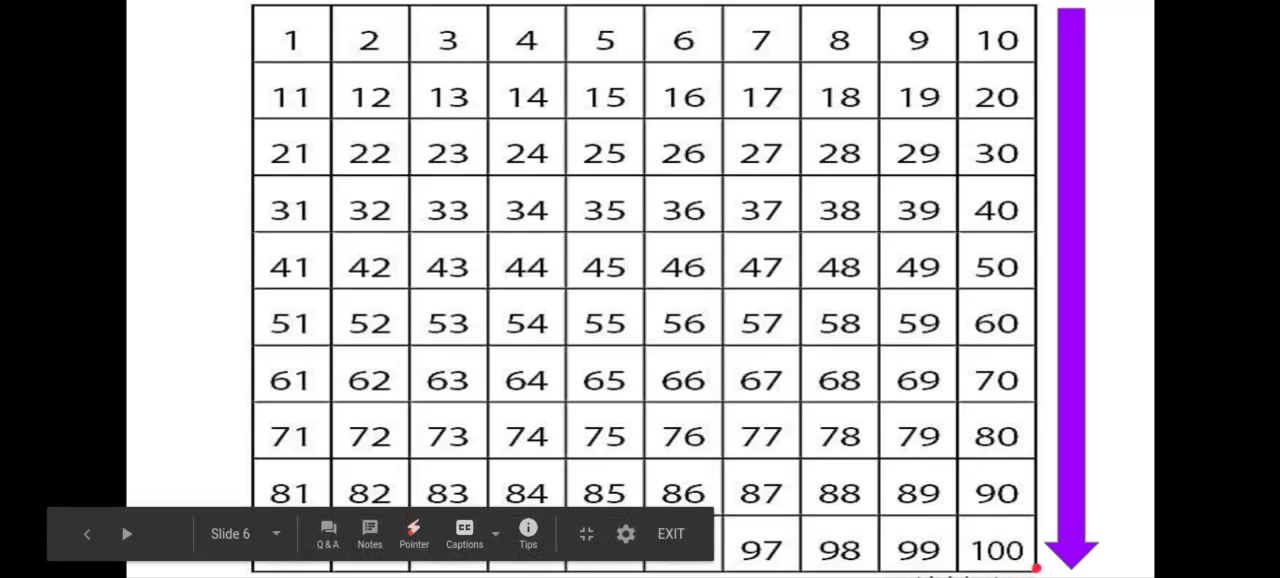 1 2 3 4 5 6 7 8 9 10
11 12 13 14 15 16 17 18 19 20
21 22 23 24 25 26 27 28 29 30
31 32 33 34 35 36 37 38 39 40
41 42 43 44 45 46 47 48 49 50
51 52 53 54 55 56 57 58 59 60
61 62 63 64 65 66 67 68 69 70
71 72 73 74 75 76 77 78 79 80
81 82 83 84 85 86 87 88 89 90
97 98 99 100
Slide 6 Q & A Notes Pointer CC Captions Tips EXIT